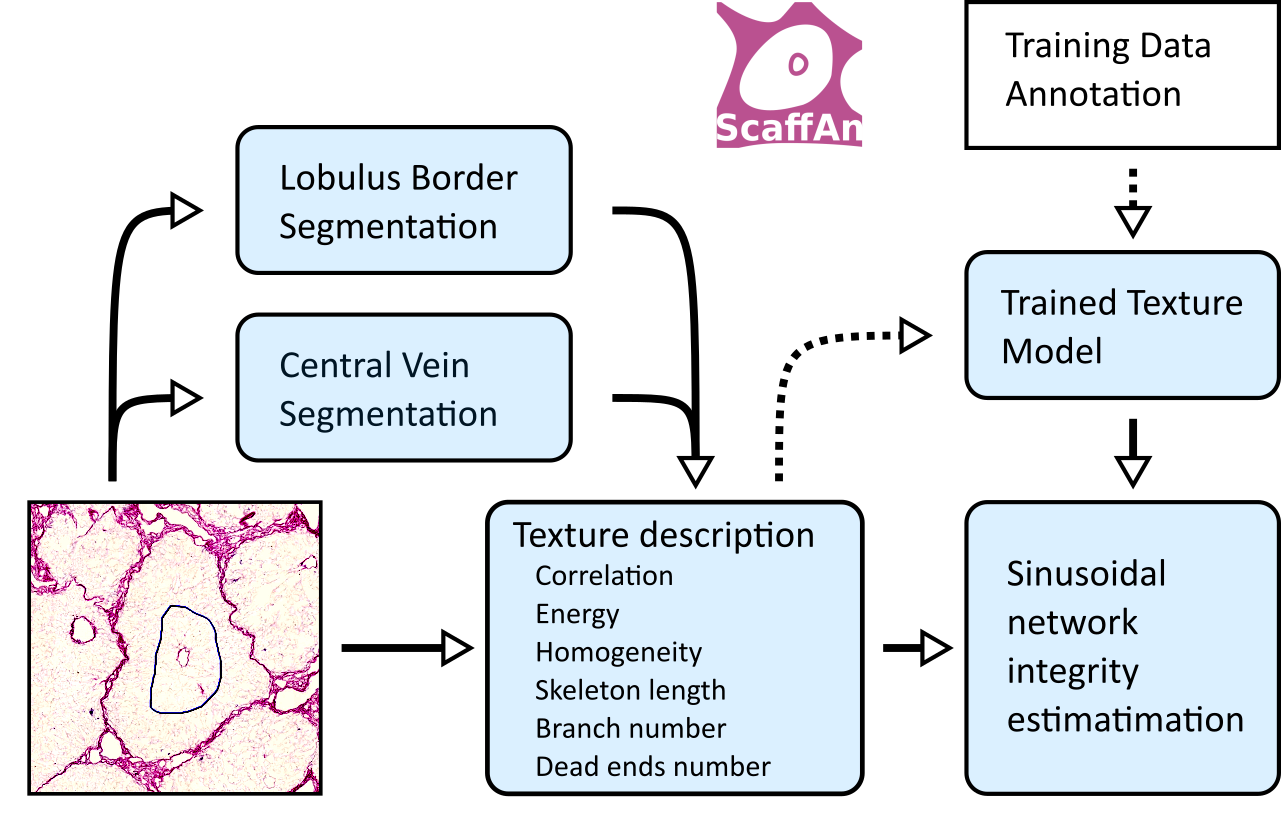 ScaffAn
Training Data
Annotation
Lobulus Border
Segmentation
Central Vein
Segmentation
Trained Texture
Model
Texture description
Correlation
Energy
Homogeneity
Skeleton length
Branch number
Dead ends number
Sinusoidal
network
integrity
estimatimation